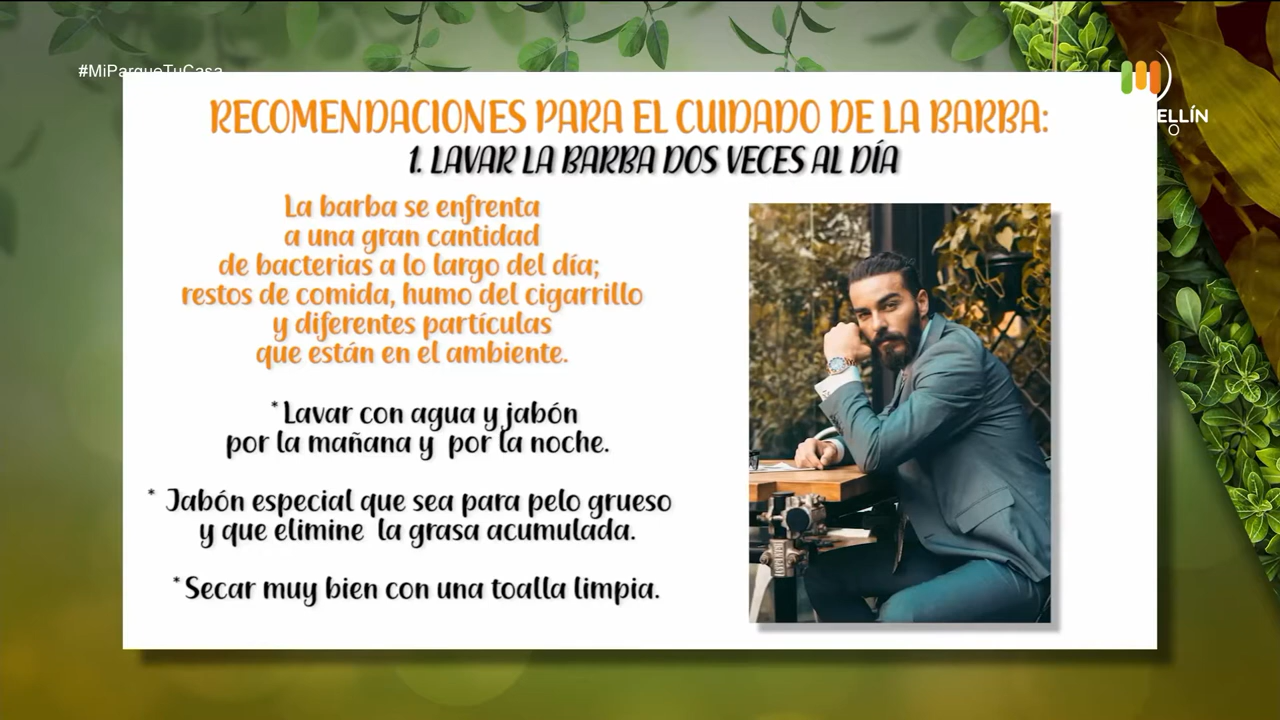 #MiParqueTuCasa
ELLÍN
RECOMENDACIONES PARA EL CUIDADO DE LA BARBA:
1. LAVAR LA BARBA DOS VECES AL DÍA
La barba se enfrenta
a una gran cantidad
de bacterias a lo largo del día;
restos de comida, humo del cigarrillo
y diferentes partículas
que están en el ambiente.
*Lavar con agua y jabón
por la mañana y por la noche.
* Jabón especial que sea para pelo grueso
y que elimine la grasa acumulada.
*Secar muy bien con una toalla limpia.